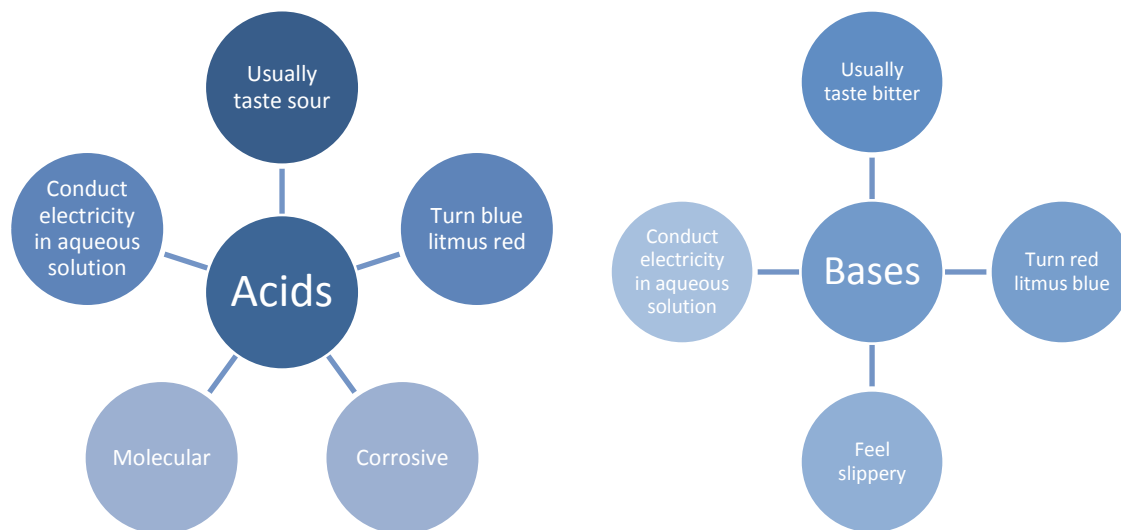 Usually
taste sour
Conduct
electricity
in aqueous
solution
Turn blue
litmus red
Acids
Molecular
Corrosive
Usually
taste bitter
Conduct
electricity
in aqueous
solution
Bases
Turn red
litmus blue
Feel
slippery